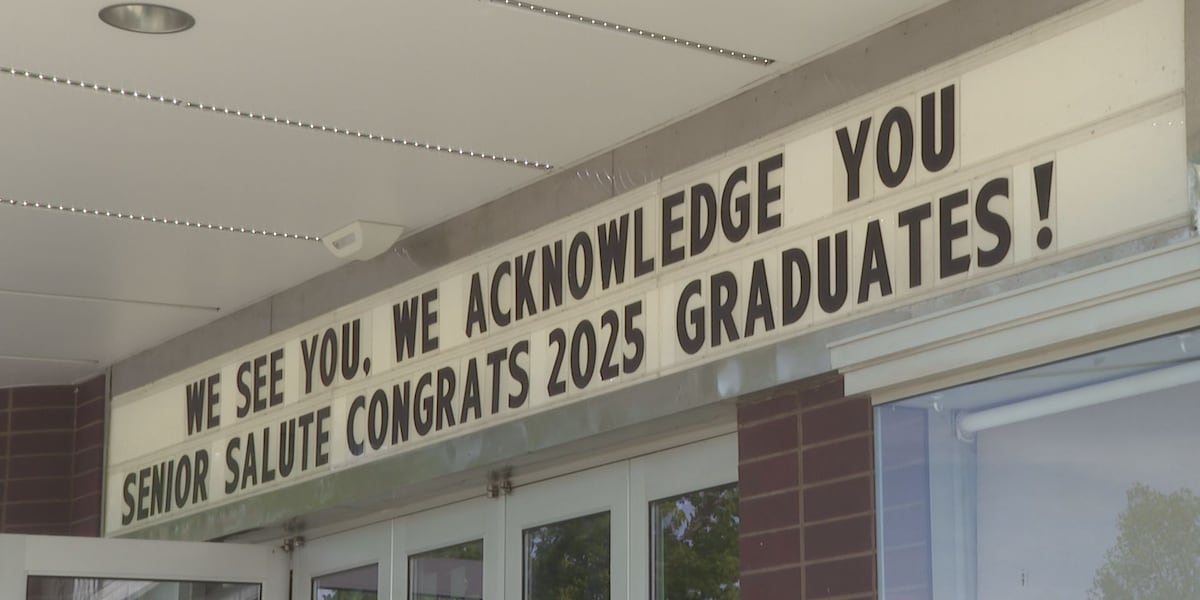 WE SEE YOU, WE ACKNOWLEDGE YOU
SENIOR SALUTE CONGRATS 2025 GRADUATES!